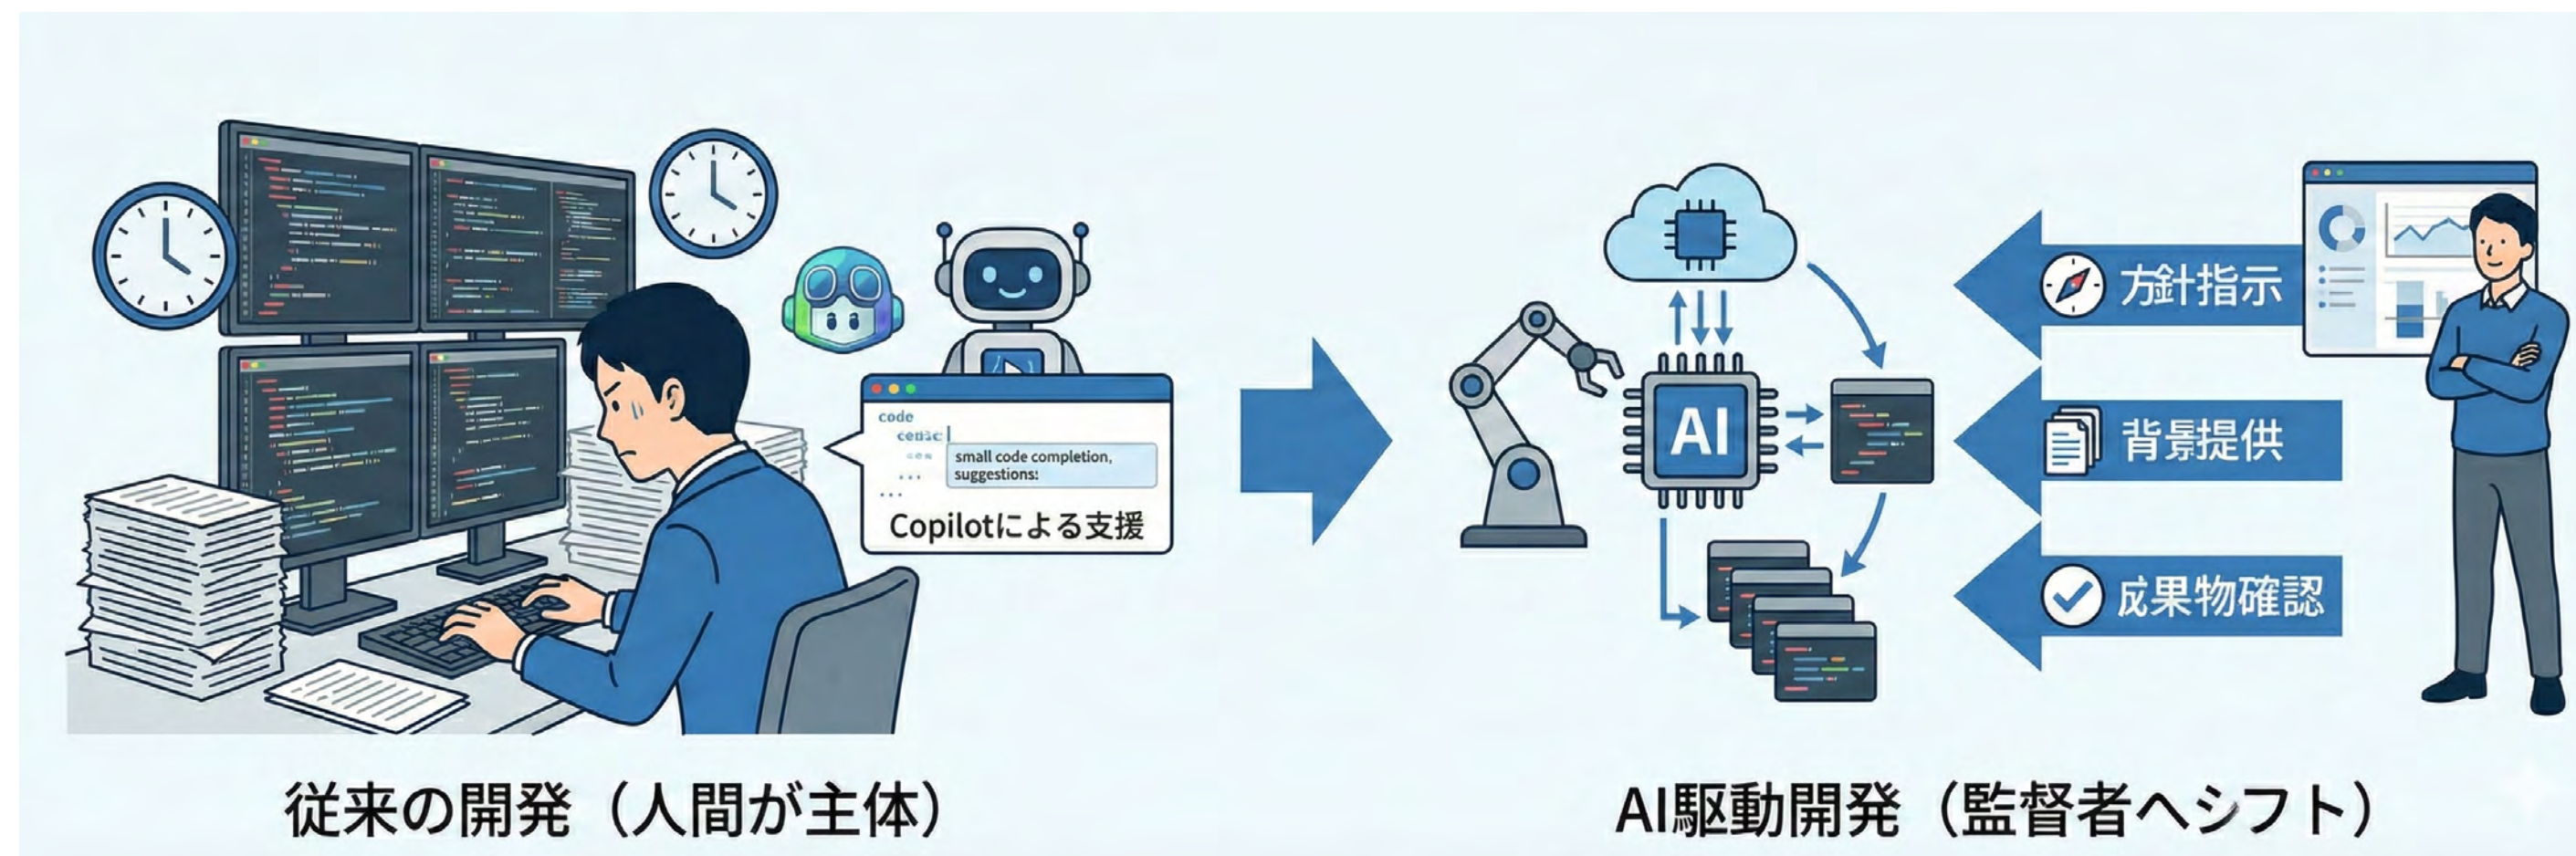 code
small code completion,
suggestions:
Copilotによる支援
AI
方針指示
背景提供
成果物確認
従来の開発（人間が主体）
AI駆動開発（監督者へシフト）